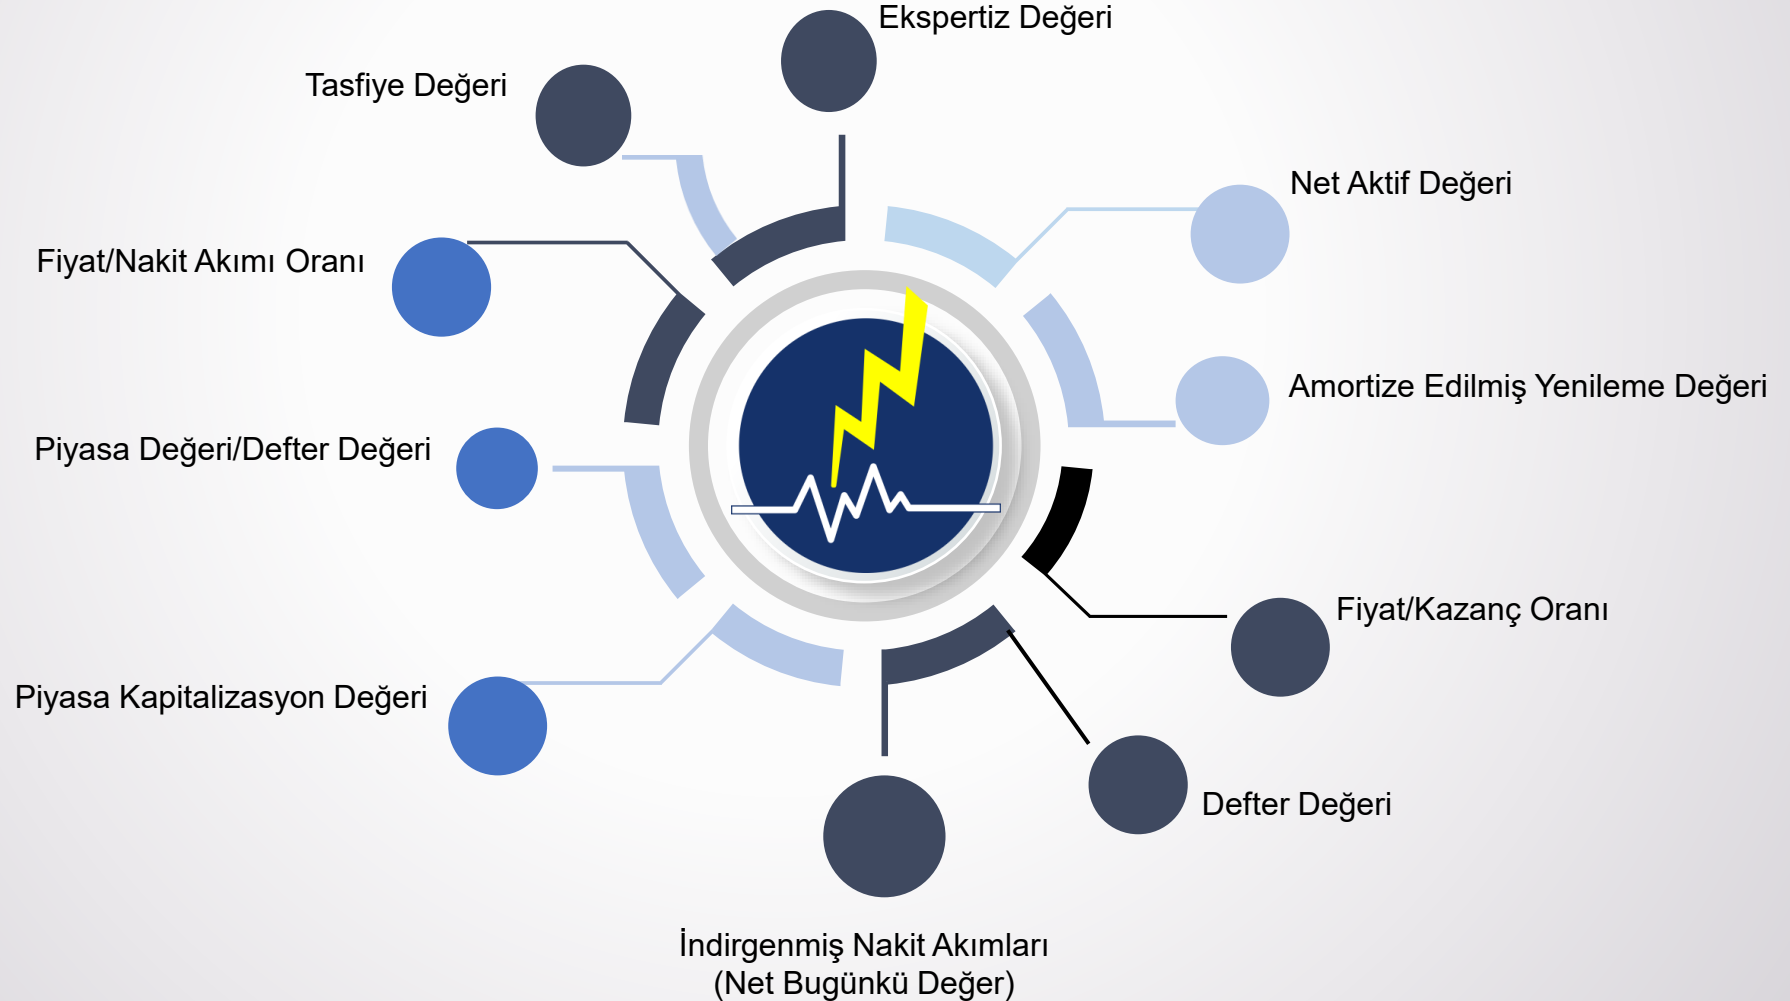 Ekspertiz Değeri
Tasfiye Değeri
Net Aktif Değeri
Fiyat/Nakit Akımı Oranı
Amortize Edilmiş Yenileme Değeri
Piyasa Değeri/Defter Değeri
Fiyat/Kazanç Oranı
Piyasa Kapitalizasyon Değeri
Defter Değeri
İndirgenmiş Nakit Akımları
(Net Bugünkü Değer)